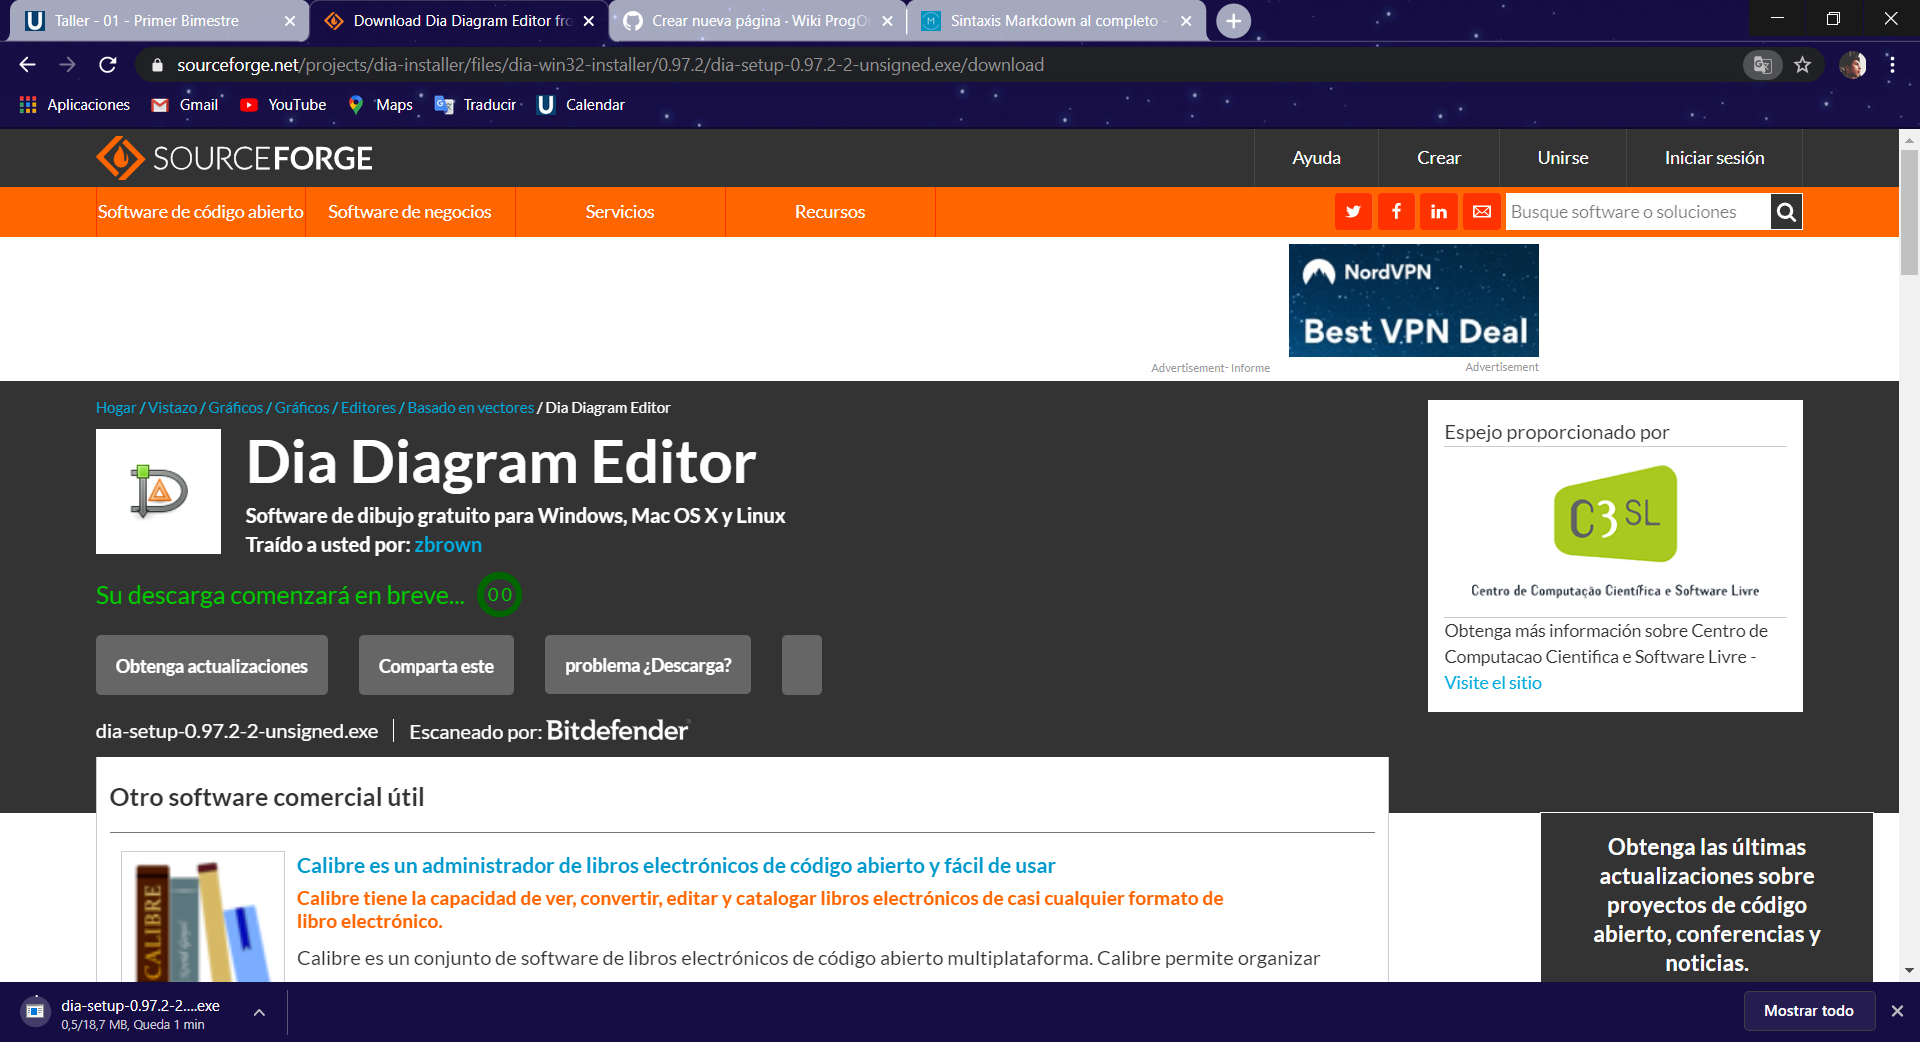 Taller - 01 - Primer Bimestre
Download Dia Diagram Editor fro
Crear nueva página · Wiki ProgO
Sintaxis Markdown al completo -
sourceforge.net/projects/dia-installer/files/dia-win32-installer/0.97.2/dia-setup-0.97.2-2-unsigned.exe/download
Aplicaciones
Gmail
YouTube
Maps
Traducir
Calendar
SOURCEFORGE
Ayuda
Crear
Unirse
Iniciar sesión
Software de código abierto
Software de negocios
Servicios
Recursos
Busque software o soluciones
NordVPN
Best VPN Deal
Advertisement- Informe
Advertisement
Hogar / Vistazo / Gráficos / Gráficos / Editores / Basado en vectores / Dia Diagram Editor
Dia Diagram Editor
Software de dibujo gratuito para Windows, Mac OS X y Linux
Traído a usted por: zbrown
Su descarga comenzará en breve...
00
Obtenga actualizaciones
Comparta este
problema ¿Descarga?
dia-setup-0.97.2-2-unsigned.exe
Escaneado por: Bitdefender
Espejo proporcionado por
C3SL
Centro de Computação Científica e Software Livre
Obtenga más información sobre Centro de
Computacao Cientifica e Software Livre -
Visite el sitio
Otro software comercial útil
CALIBRE
Calibre es un administrador de libros electrónicos de código abierto y fácil de usar
Calibre tiene la capacidad de ver, convertir, editar y catalogar libros electrónicos de casi cualquier formato de
libro electrónico.
Calibre es un conjunto de software de libros electrónicos de código abierto multiplataforma. Calibre permite organizar
Obtenga las últimas
actualizaciones sobre
proyectos de código
abierto, conferencias y
noticias.
dia-setup-0.97.2-2....exe
0,5/18,7 MB, Queda 1 min
Mostrar todo